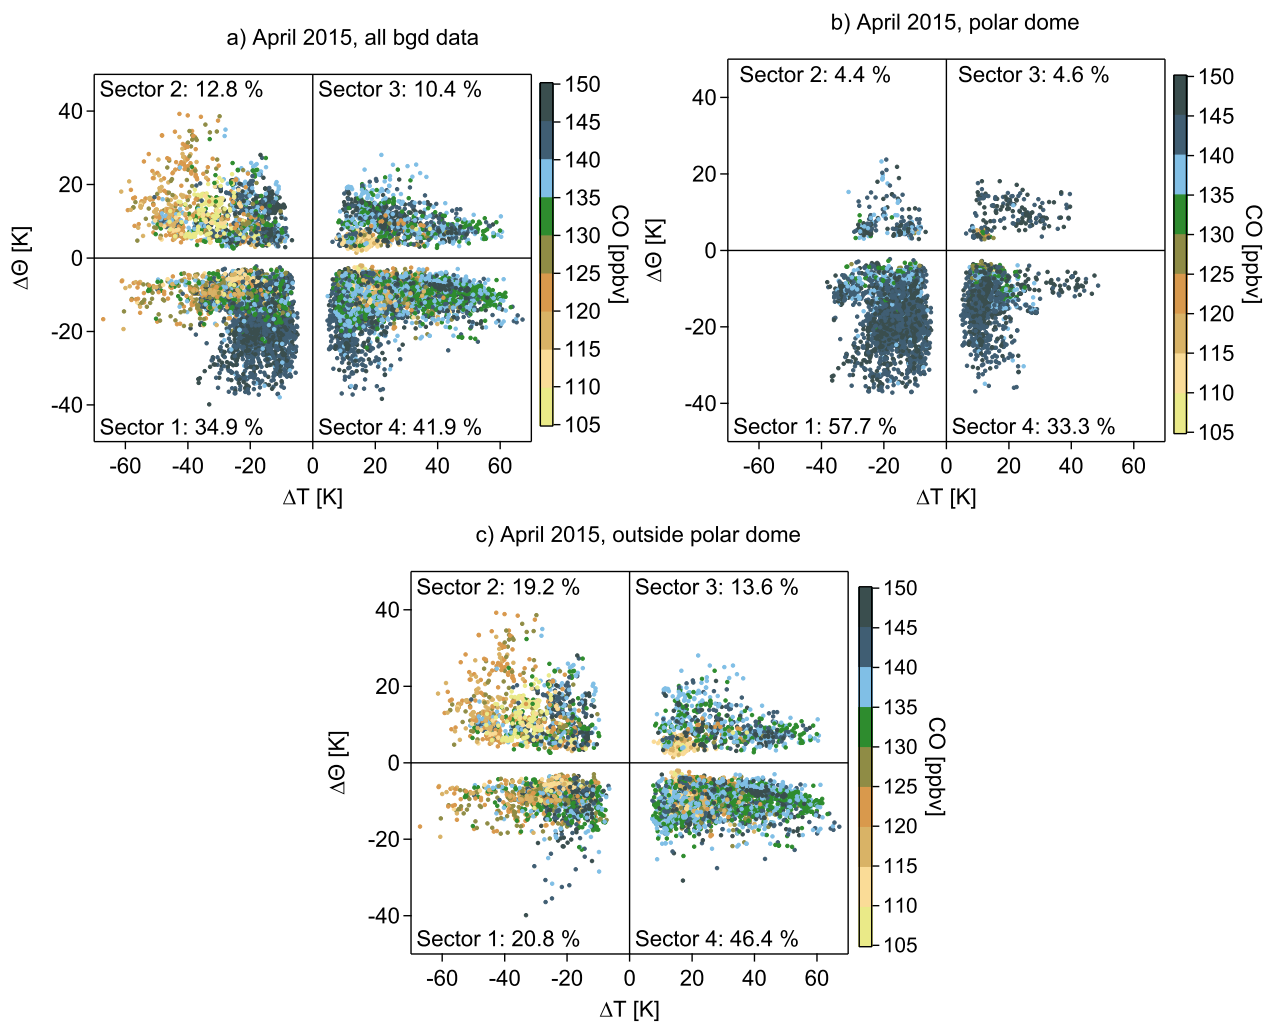 a) April 2015, all bgd data
Sector 2: 12.8 %
Sector 3: 10.4 %
Sector 1: 34.9 %
Sector 4: 41.9 %
40
20
0
-20
-40
ΔΘ [K]
-60
-40
-20
0
20
40
60
ΔT [K]
150
145
140
135
130
125
120
115
110
105
CO [ppbv]
b) April 2015, polar dome
Sector 2: 4.4 %
Sector 3: 4.6 %
Sector 1: 57.7 %
Sector 4: 33.3 %
40
20
0
-20
-40
ΔΘ [K]
-60
-40
-20
0
20
40
60
ΔT [K]
150
145
140
135
130
125
120
115
110
105
CO [ppbv]
c) April 2015, outside polar dome
Sector 2: 19.2 %
Sector 3: 13.6 %
Sector 1: 20.8 %
Sector 4: 46.4 %
40
20
0
-20
-40
ΔΘ [K]
-60
-40
-20
0
20
40
60
ΔT [K]
150
145
140
135
130
125
120
115
110
105
CO [ppbv]